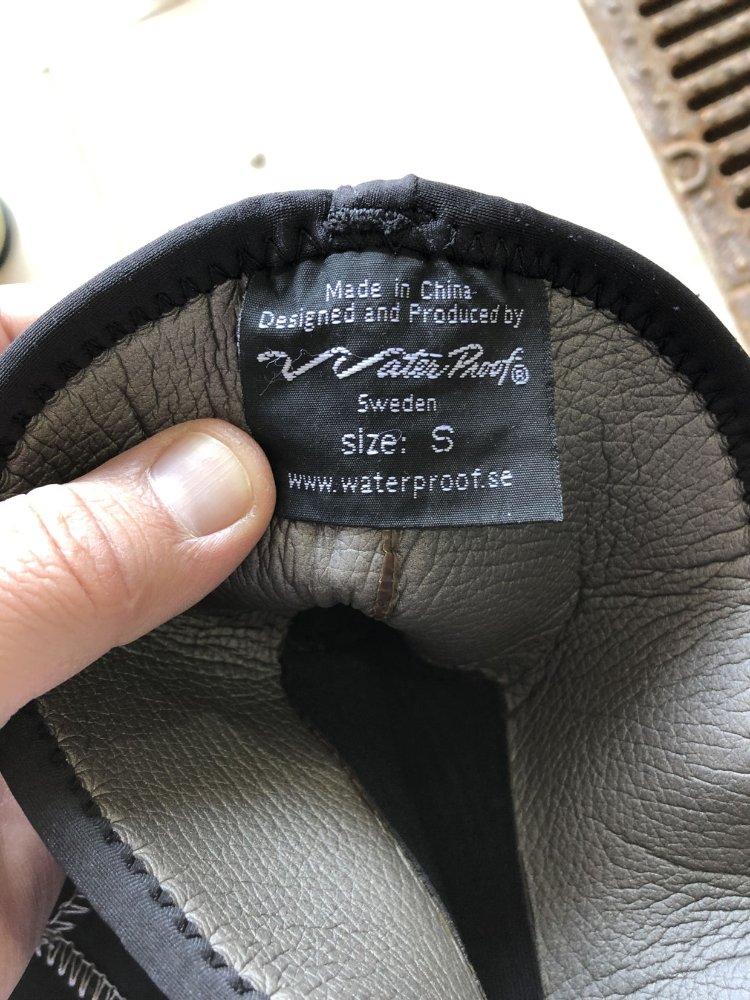 Made in China
Designed and Produced by
WaterProof®
Sweden
size: S
www.waterproof.se